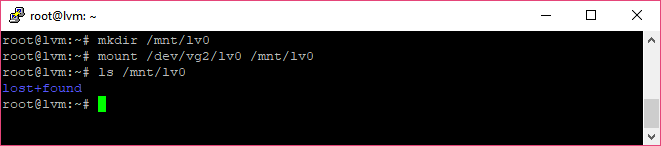 root@lvm: ~
root@lvm:~# mkdir /mnt/lv0
root@lvm:~# mount /dev/vg2/lv0 /mnt/lv0
root@lvm:~# ls /mnt/lv0
lost+found
root@lvm:~#